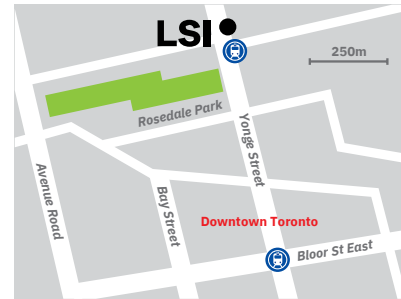 LSI
250m
Rosedale Park
Yonge Street
Avenue Road
Bay Street
Downtown Toronto
Bloor St East